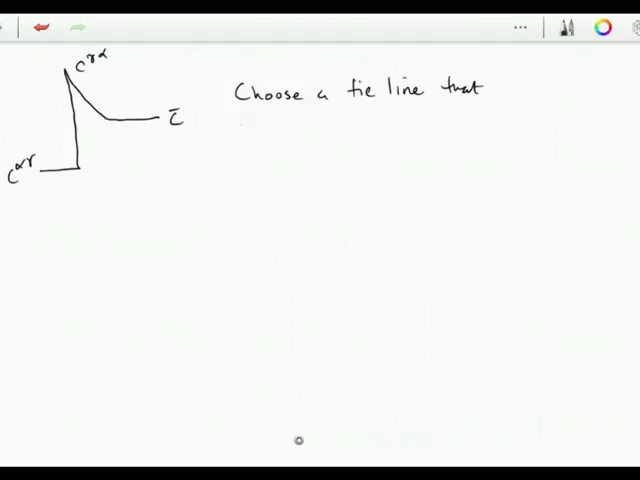 C^γα
Choose a tie line that
c̄
C^αγ